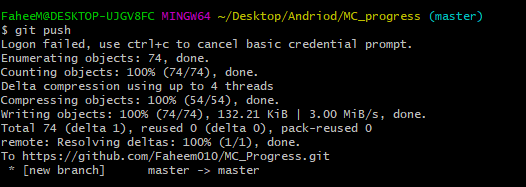 FaheeM@DESKTOP-UJGV8FC MINGW64 ~/Desktop/Andriod/MC_progress (master)
$ git push
Logon failed, use ctrl+c to cancel basic credential prompt.
Enumerating objects: 74, done.
Counting objects: 100% (74/74), done.
Delta compression using up to 4 threads
Compressing objects: 100% (54/54), done.
Writing objects: 100% (74/74), 132.21 KiB | 3.00 MiB/s, done.
Total 74 (delta 1), reused 0 (delta 0), pack-reused 0
remote: Resolving deltas: 100% (1/1), done.
To https://github.com/Faheem010/MC_Progress.git
 * [new branch]      master -> master